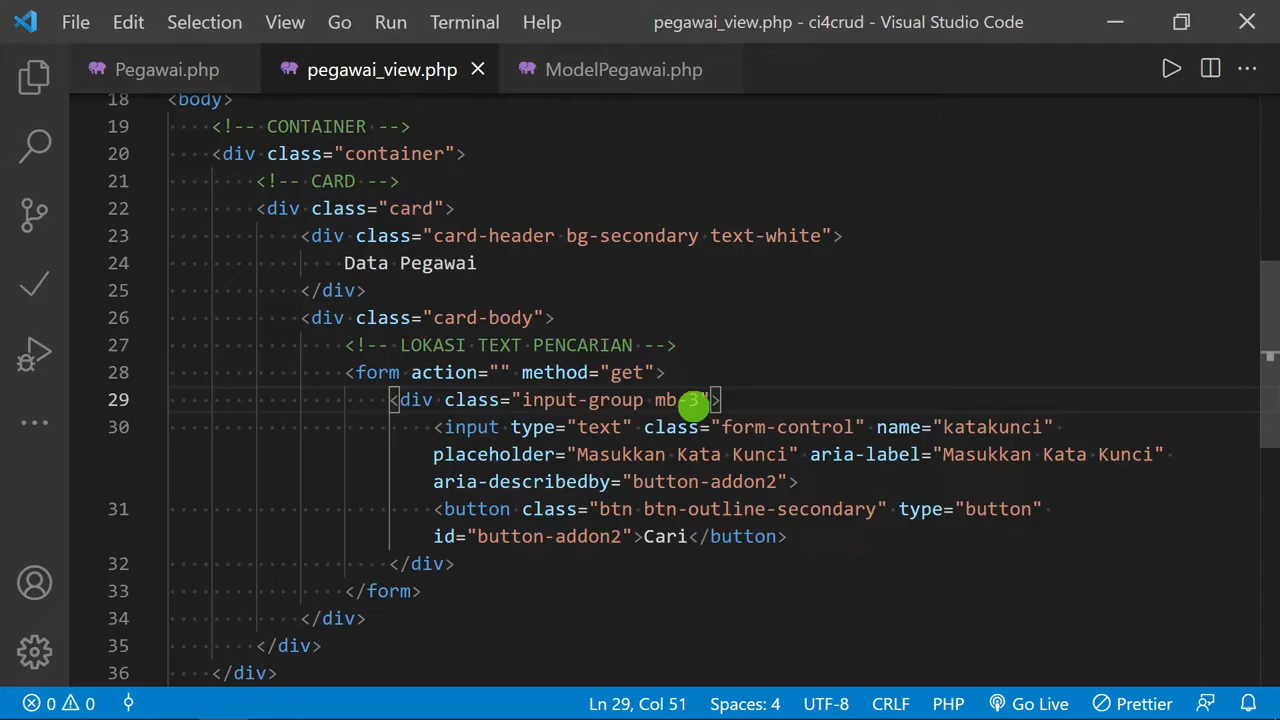 File Edit Selection View Go Run Terminal Help pegawai_view.php - ci4crud - Visual Studio Code
Pegawai.php pegawai_view.php ModelPegawai.php
18 <body>
19 <!-- CONTAINER -->
20 <div class="container">
21 <!-- CARD -->
22 <div class="card">
23 <div class="card-header bg-secondary text-white">
24 Data Pegawai
25 </div>
26 <div class="card-body">
27 <!-- LOKASI TEXT PENCARIAN -->
28 <form action="" method="get">
29 <div class="input-group mb-3">
30 <input type="text" class="form-control" name="katakunci"
placeholder="Masukkan Kata Kunci" aria-label="Masukkan Kata Kunci"
aria-describedby="button-addon2">
31 <button class="btn btn-outline-secondary" type="button"
id="button-addon2">Cari</button>
32 </div>
33 </form>
34 </div>
35 </div>
36 </div>
0 0 Ln 29, Col 51 Spaces: 4 UTF-8 CRLF PHP Go Live Prettier